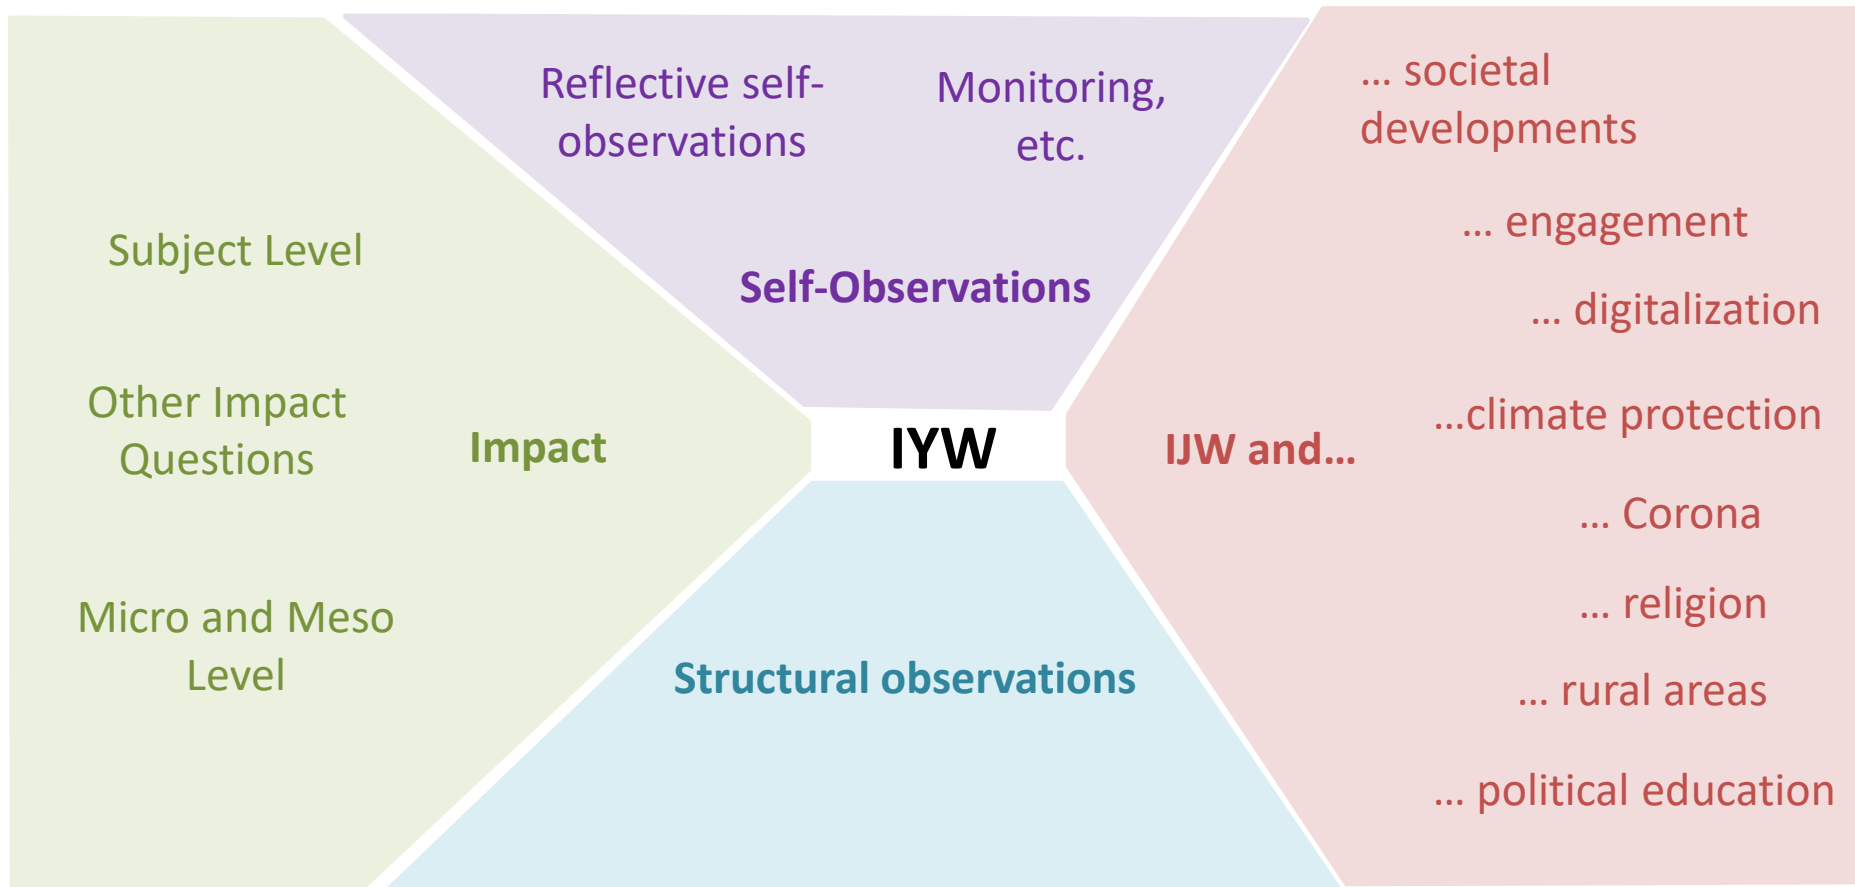 Reflective self-
observations
Monitoring,
etc.
Self-Observations
Subject Level
Other Impact
Questions
Impact
Micro and Meso
Level
IYW
Structural observations
IJW and...
... societal
developments
... engagement
... digitalization
...climate protection
... Corona
... religion
... rural areas
... political education